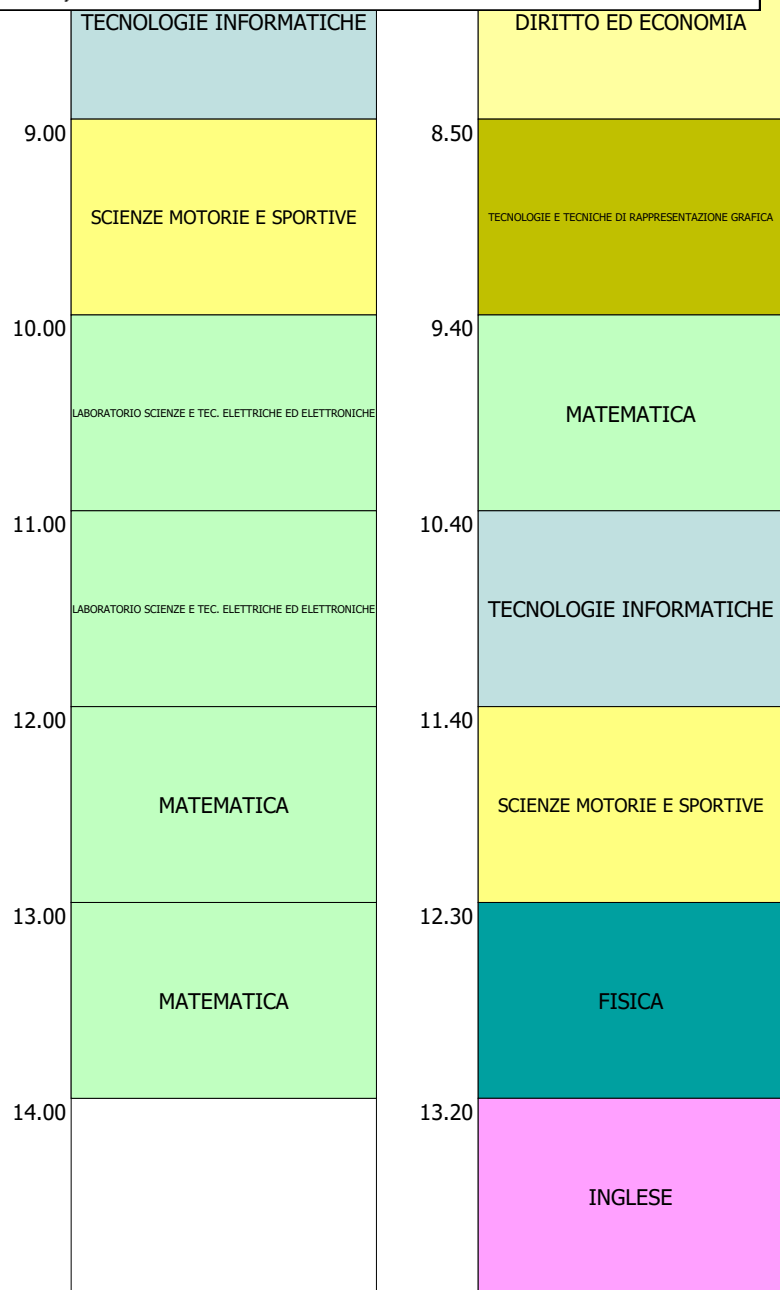 TECNOLOGIE INFORMATICHE
9.00
SCIENZE MOTORIE E SPORTIVE
10.00
LABORATORIO SCIENZE E TEC. ELETTRICHE ED ELETTRONICHE
11.00
LABORATORIO SCIENZE E TEC. ELETTRICHE ED ELETTRONICHE
12.00
MATEMATICA
13.00
MATEMATICA
14.00
DIRITTO ED ECONOMIA
8.50
TECNOLOGIE E TECNICHE DI RAPPRESENTAZIONE GRAFICA
9.40
MATEMATICA
10.40
TECNOLOGIE INFORMATICHE
11.40
SCIENZE MOTORIE E SPORTIVE
12.30
FISICA
13.20
INGLESE